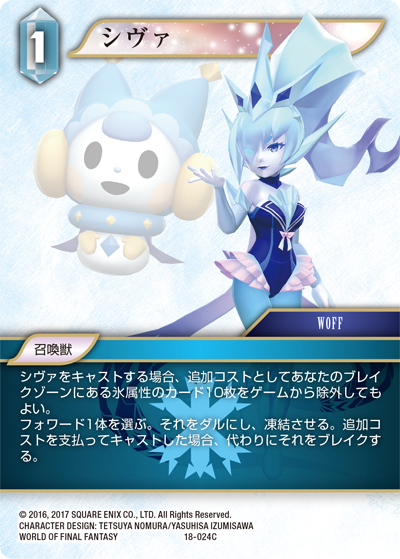 1
シヴァ
WOFF
召喚獣
シヴァをキャストする場合、追加コストとしてあなたのブレイ
クゾーンにある氷属性のカード10枚をゲームから除外しても
よい。
フォワード1体を選ぶ。それをダルにし、凍結させる。追加コ
ストを支払ってキャストした場合、代わりにそれをブレイクす
る。
© 2016, 2017 SQUARE ENIX CO., LTD. All Rights Reserved.
CHARACTER DESIGN: TETSUYA NOMURA/YASUHISA IZUMISAWA
WORLD OF FINAL FANTASY 18-024C